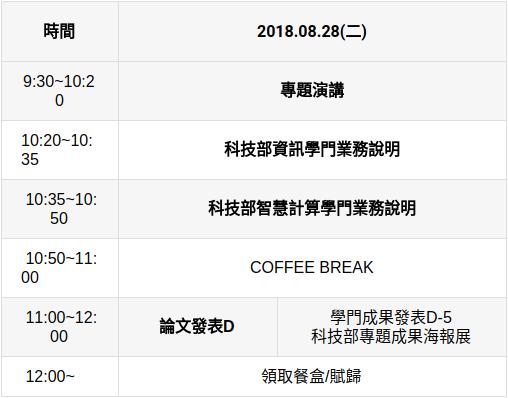 時間
2018.08.28(二)
9:30~10:2
0
專題演講
10:20~10:
35
科技部資訊學門業務說明
10:35~10:
50
科技部智慧計算學門業務說明
10:50~11:
00
COFFEE BREAK
11:00~12:
00
論文發表D
學門成果發表D-5
科技部專題成果海報展
12:00~
領取餐盒/賦歸